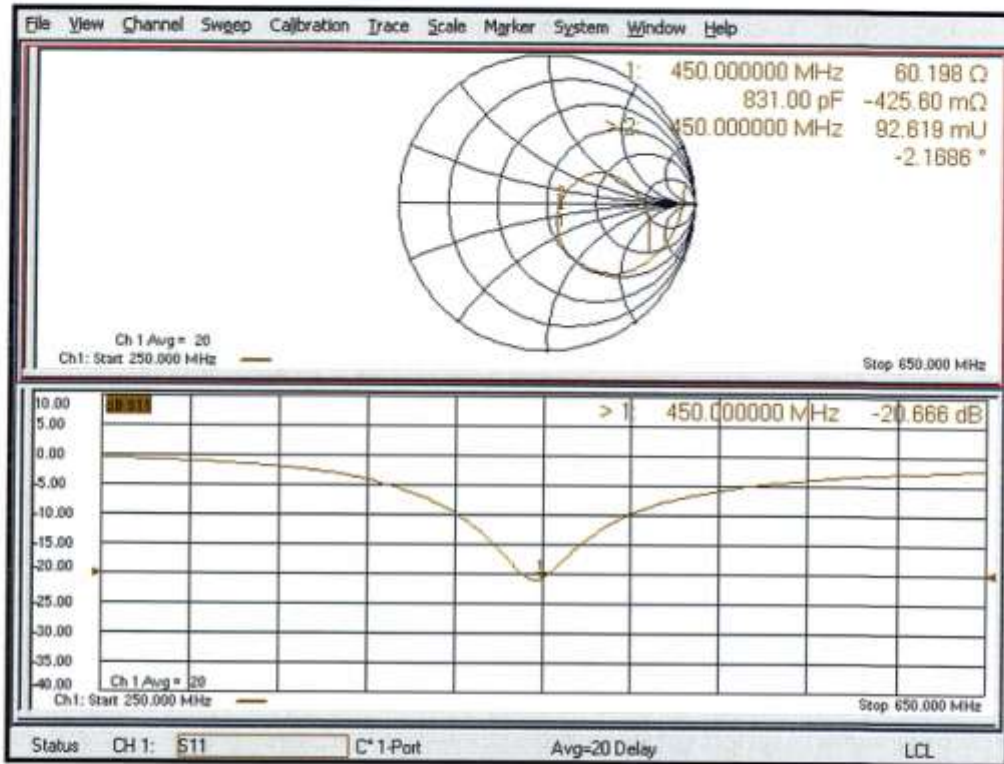 File View Channel Sweep Calibration Trace Scale Marker System Window Help
1: 450.000000 MHz 60.198 Ω
831.00 pF -425.60 mΩ
> 2: 450.000000 MHz 92.619 mU
-2.1686 °
Ch 1 Avg = 20
Ch1: Start 250.000 MHz
Stop 650.000 MHz
10.00
5.00
0.00
-5.00
-10.00
-15.00
-20.00
-25.00
-30.00
-35.00
-40.00
dB S11
> 1: 450.000000 MHz -20.666 dB
1
Ch 1 Avg = 20
Ch1: Start 250.000 MHz
Stop 650.000 MHz
Status CH 1: S11 C* 1-Port Avg=20 Delay LCL